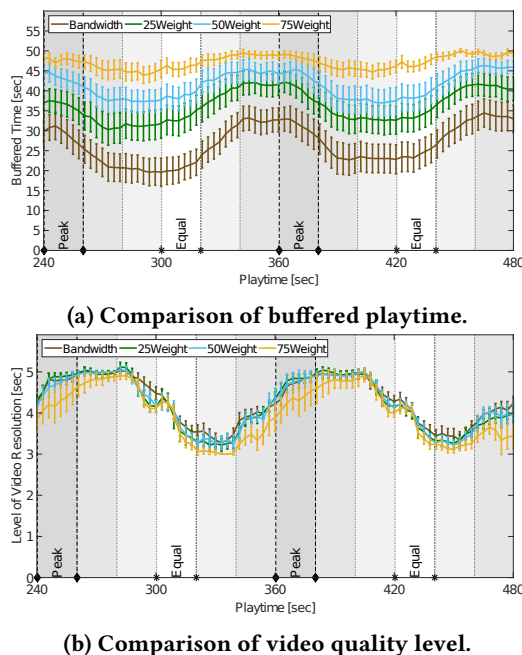 Bandwidth 25Weight 50Weight 75Weight
Buffered Time [sec]
60
55
50
45
40
35
30
25
20
15
10
5
0
Peak
Equal
Peak
Equal
240 300 360 420 480
Playtime [sec]
(a) Comparison of buffered playtime.
Bandwidth 25Weight 50Weight 75Weight
Level of Video Resolution [sec]
5
4
3
2
1
0
Peak
Equal
Peak
Equal
240 300 360 420 480
Playtime [sec]
(b) Comparison of video quality level.